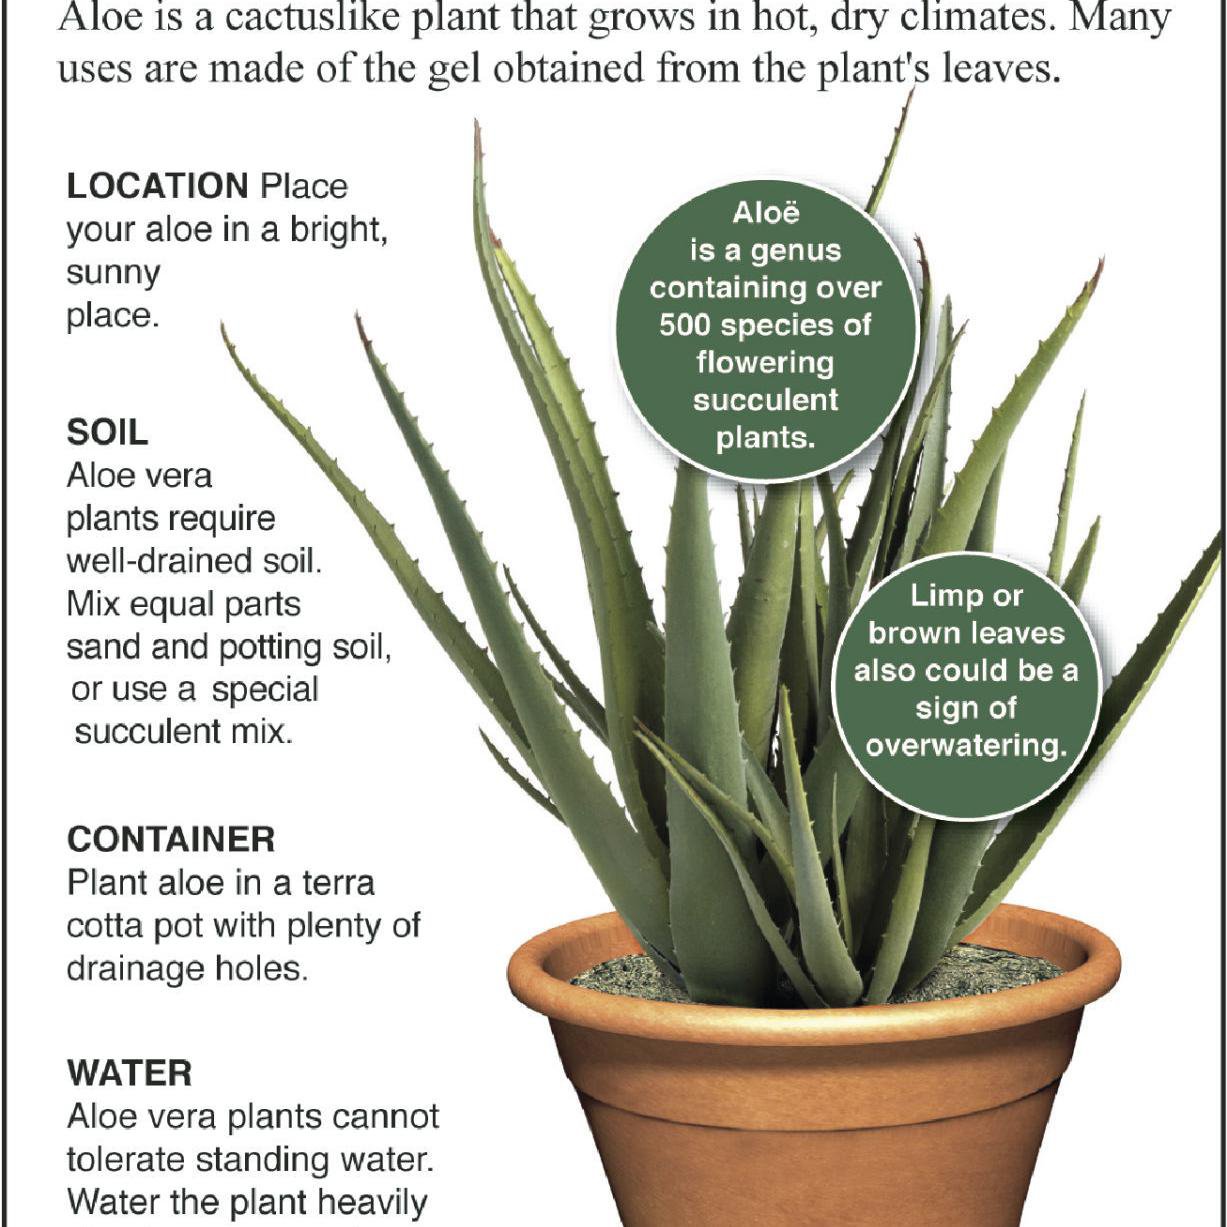 Aloe is a cactuslike plant that grows in hot, dry climates. Many
uses are made of the gel obtained from the plant's leaves.
LOCATION Place
your aloe in a bright,
sunny
place.
SOIL
Aloe vera
plants require
well-drained soil.
Mix equal parts
sand and potting soil,
or use a special
succulent mix.
CONTAINER
Plant aloe in a terra
cotta pot with plenty of
drainage holes.
WATER
Aloe vera plants cannot
tolerate standing water.
Water the plant heavily
Aloë
is a genus
containing over
500 species of
flowering
succulent
plants.
Limp or
brown leaves
also could be a
sign of
overwatering.